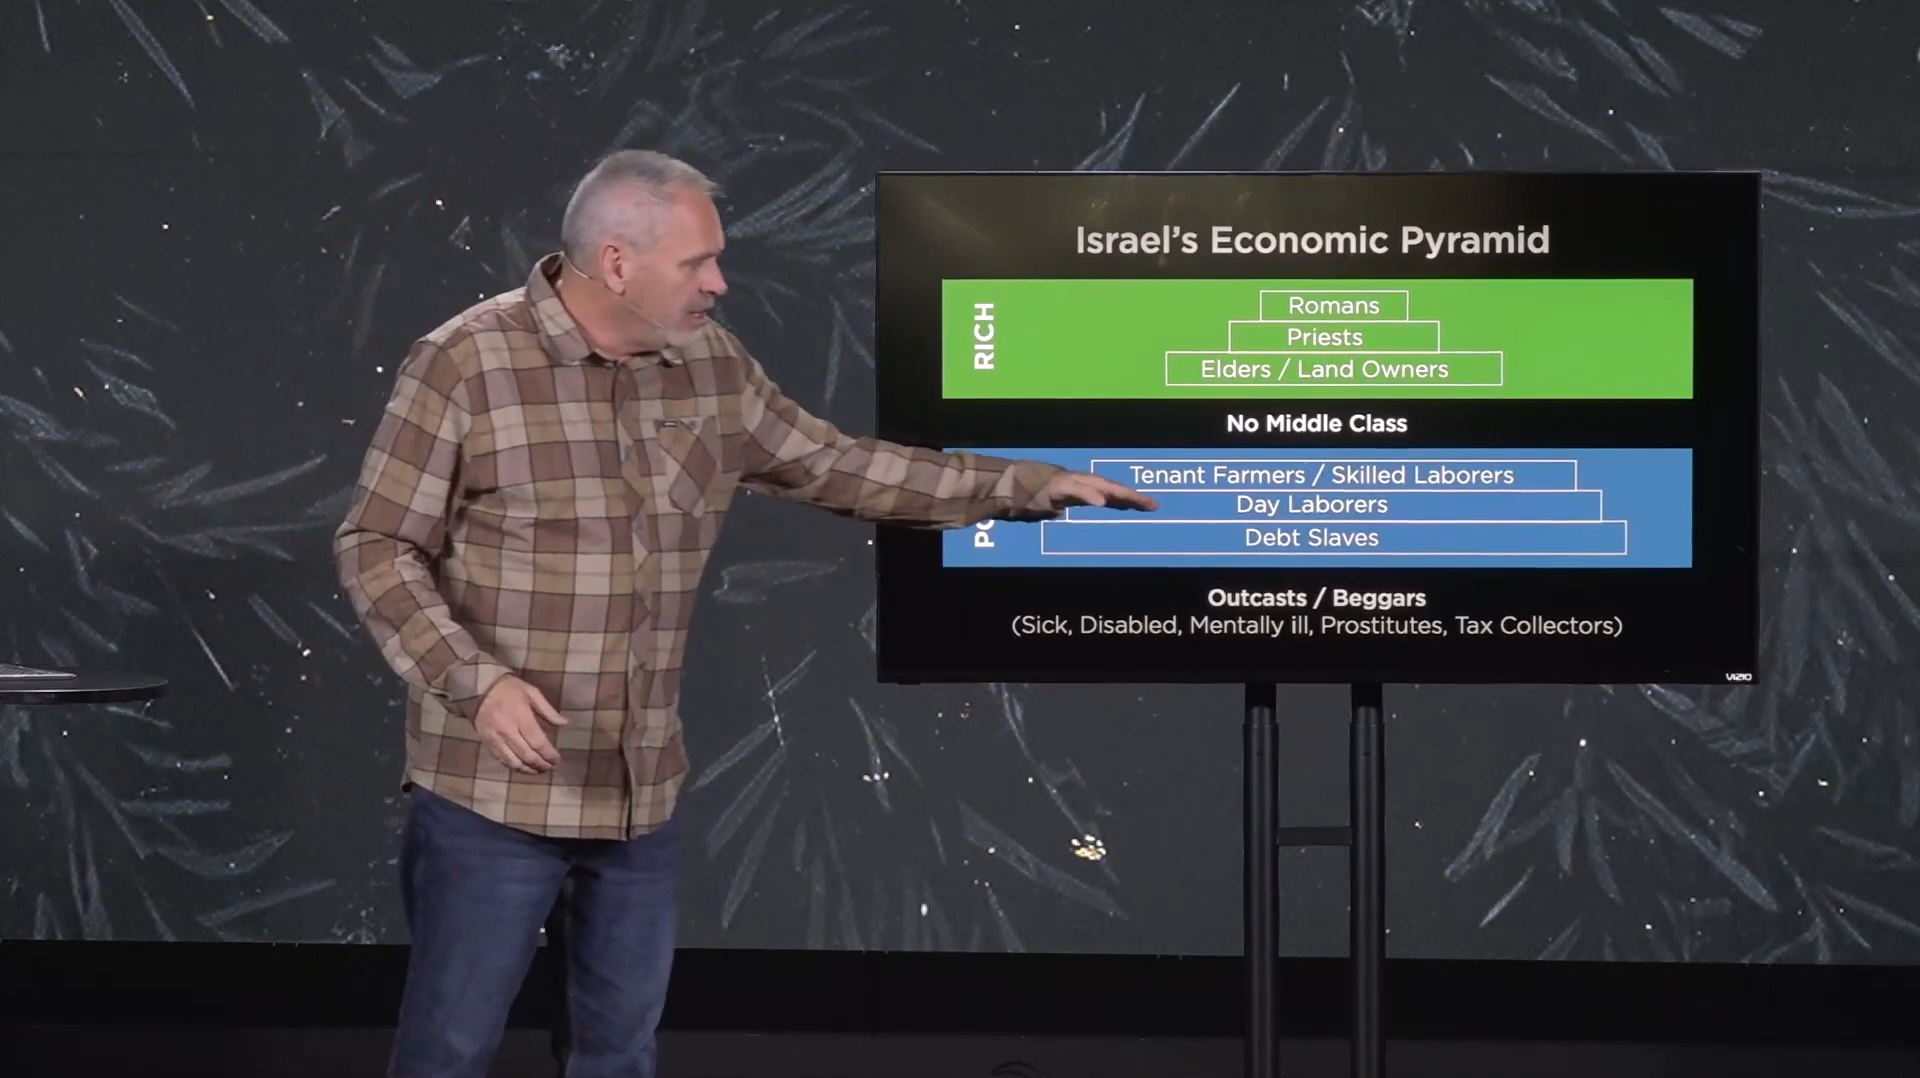 Israel's Economic Pyramid
RICH
Romans
Priests
Elders / Land Owners
No Middle Class
Tenant Farmers / Skilled Laborers
Day Laborers
Debt Slaves
Outcasts / Beggars
(Sick, Disabled, Mentally ill, Prostitutes, Tax Collectors)
VIZIO